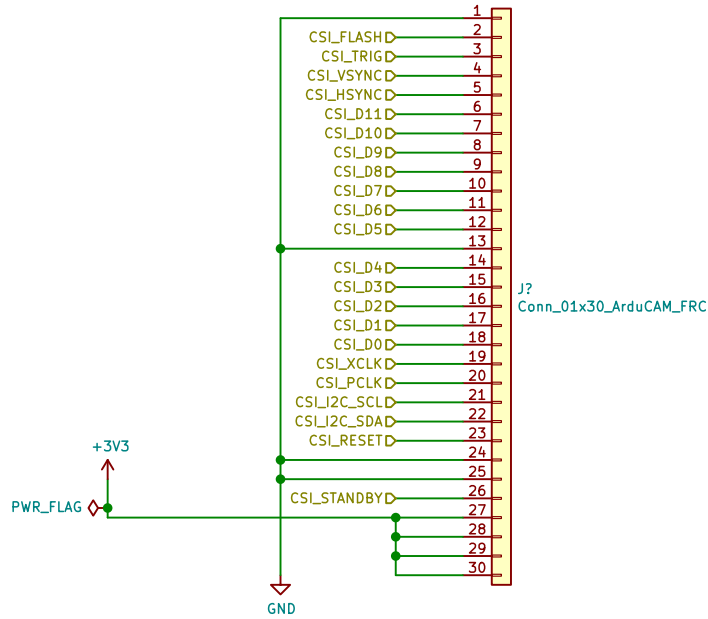 1
CSI_FLASH 2
CSI_TRIG 3
CSI_VSYNC 4
CSI_HSYNC 5
CSI_D11 6
CSI_D10 7
CSI_D9 8
CSI_D8 9
CSI_D7 10
CSI_D6 11
CSI_D5 12
13
CSI_D4 14
CSI_D3 15
CSI_D2 16
CSI_D1 17
CSI_D0 18
CSI_XCLK 19
CSI_PCLK 20
CSI_I2C_SCL 21
CSI_I2C_SDA 22
CSI_RESET 23
24
25
CSI_STANDBY 26
27
28
29
30
J?
Conn_01x30_ArduCAM_FRC
+3V3
PWR_FLAG
GND